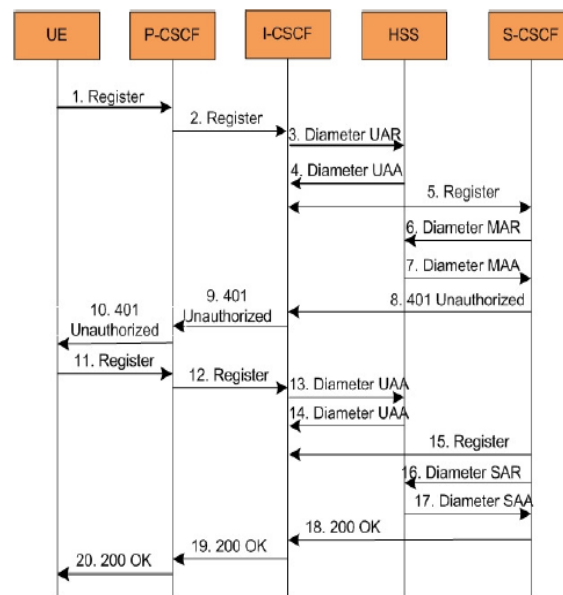 UE P-CSCF I-CSCF HSS S-CSCF
1. Register
2. Register
3. Diameter UAR
4. Diameter UAA
5. Register
6. Diameter MAR
7. Diameter MAA
8. 401 Unauthorized
9. 401
Unauthorized
10. 401
Unauthorized
11. Register
12. Register
13. Diameter UAA
14. Diameter UAA
15. Register
16. Diameter SAR
17. Diameter SAA
18. 200 OK
19. 200 OK
20. 200 OK